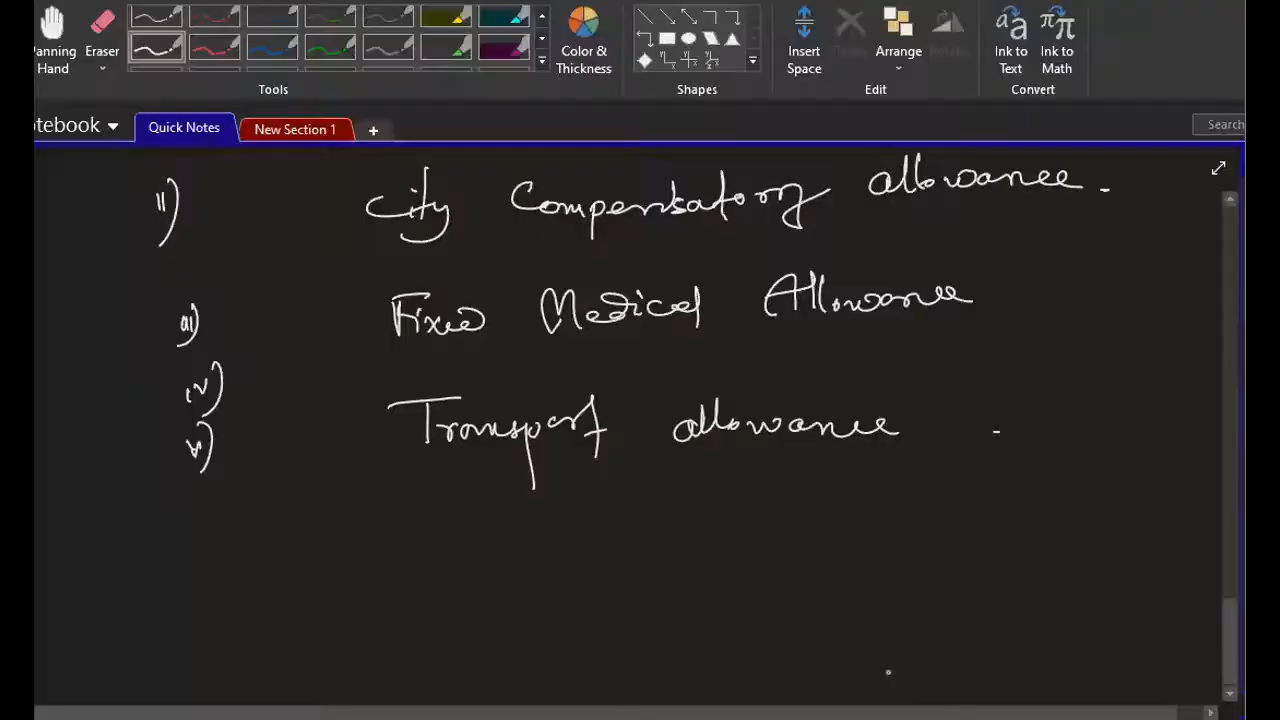 Panning Hand
Eraser
Color & Thickness
Insert Space
Arrange
Ink to Text
Ink to Math
Tools
Shapes
Edit
Convert
tebook
Quick Notes
New Section 1
+
Search
ii) City Compensatory allowance.
Fixed Medical Allowance
iv)
v) Transport allowance -